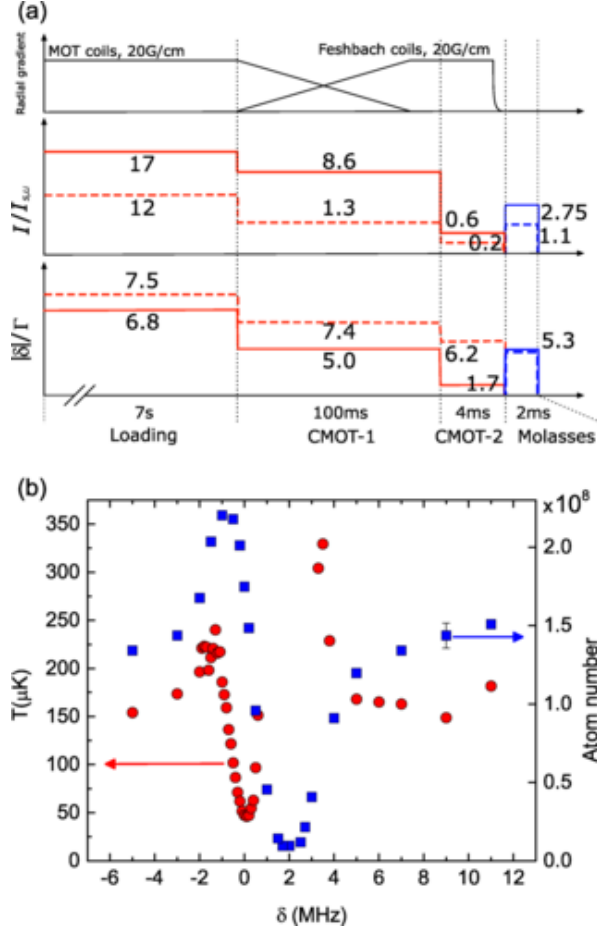 (a)
MOT coils, 20G/cm
Feshbach coils, 20G/cm
Radial gradient
I/I_{s,ω}
17
8.6
12
1.3
0.6
0.2
2.75
1.1
|δ|/Γ
7.5
6.8
7.4
5.0
6.2
1.7
5.3
7s 100ms 4ms 2ms
Loading CMOT-1 CMOT-2 Molasses
(b)
×10⁸
350
300
250
200
150
100
50
0
T(μK)
2.0
1.5
1.0
0.5
0.0
Atom number
-6 -4 -2 0 2 4 6 8 10 12
δ (MHz)